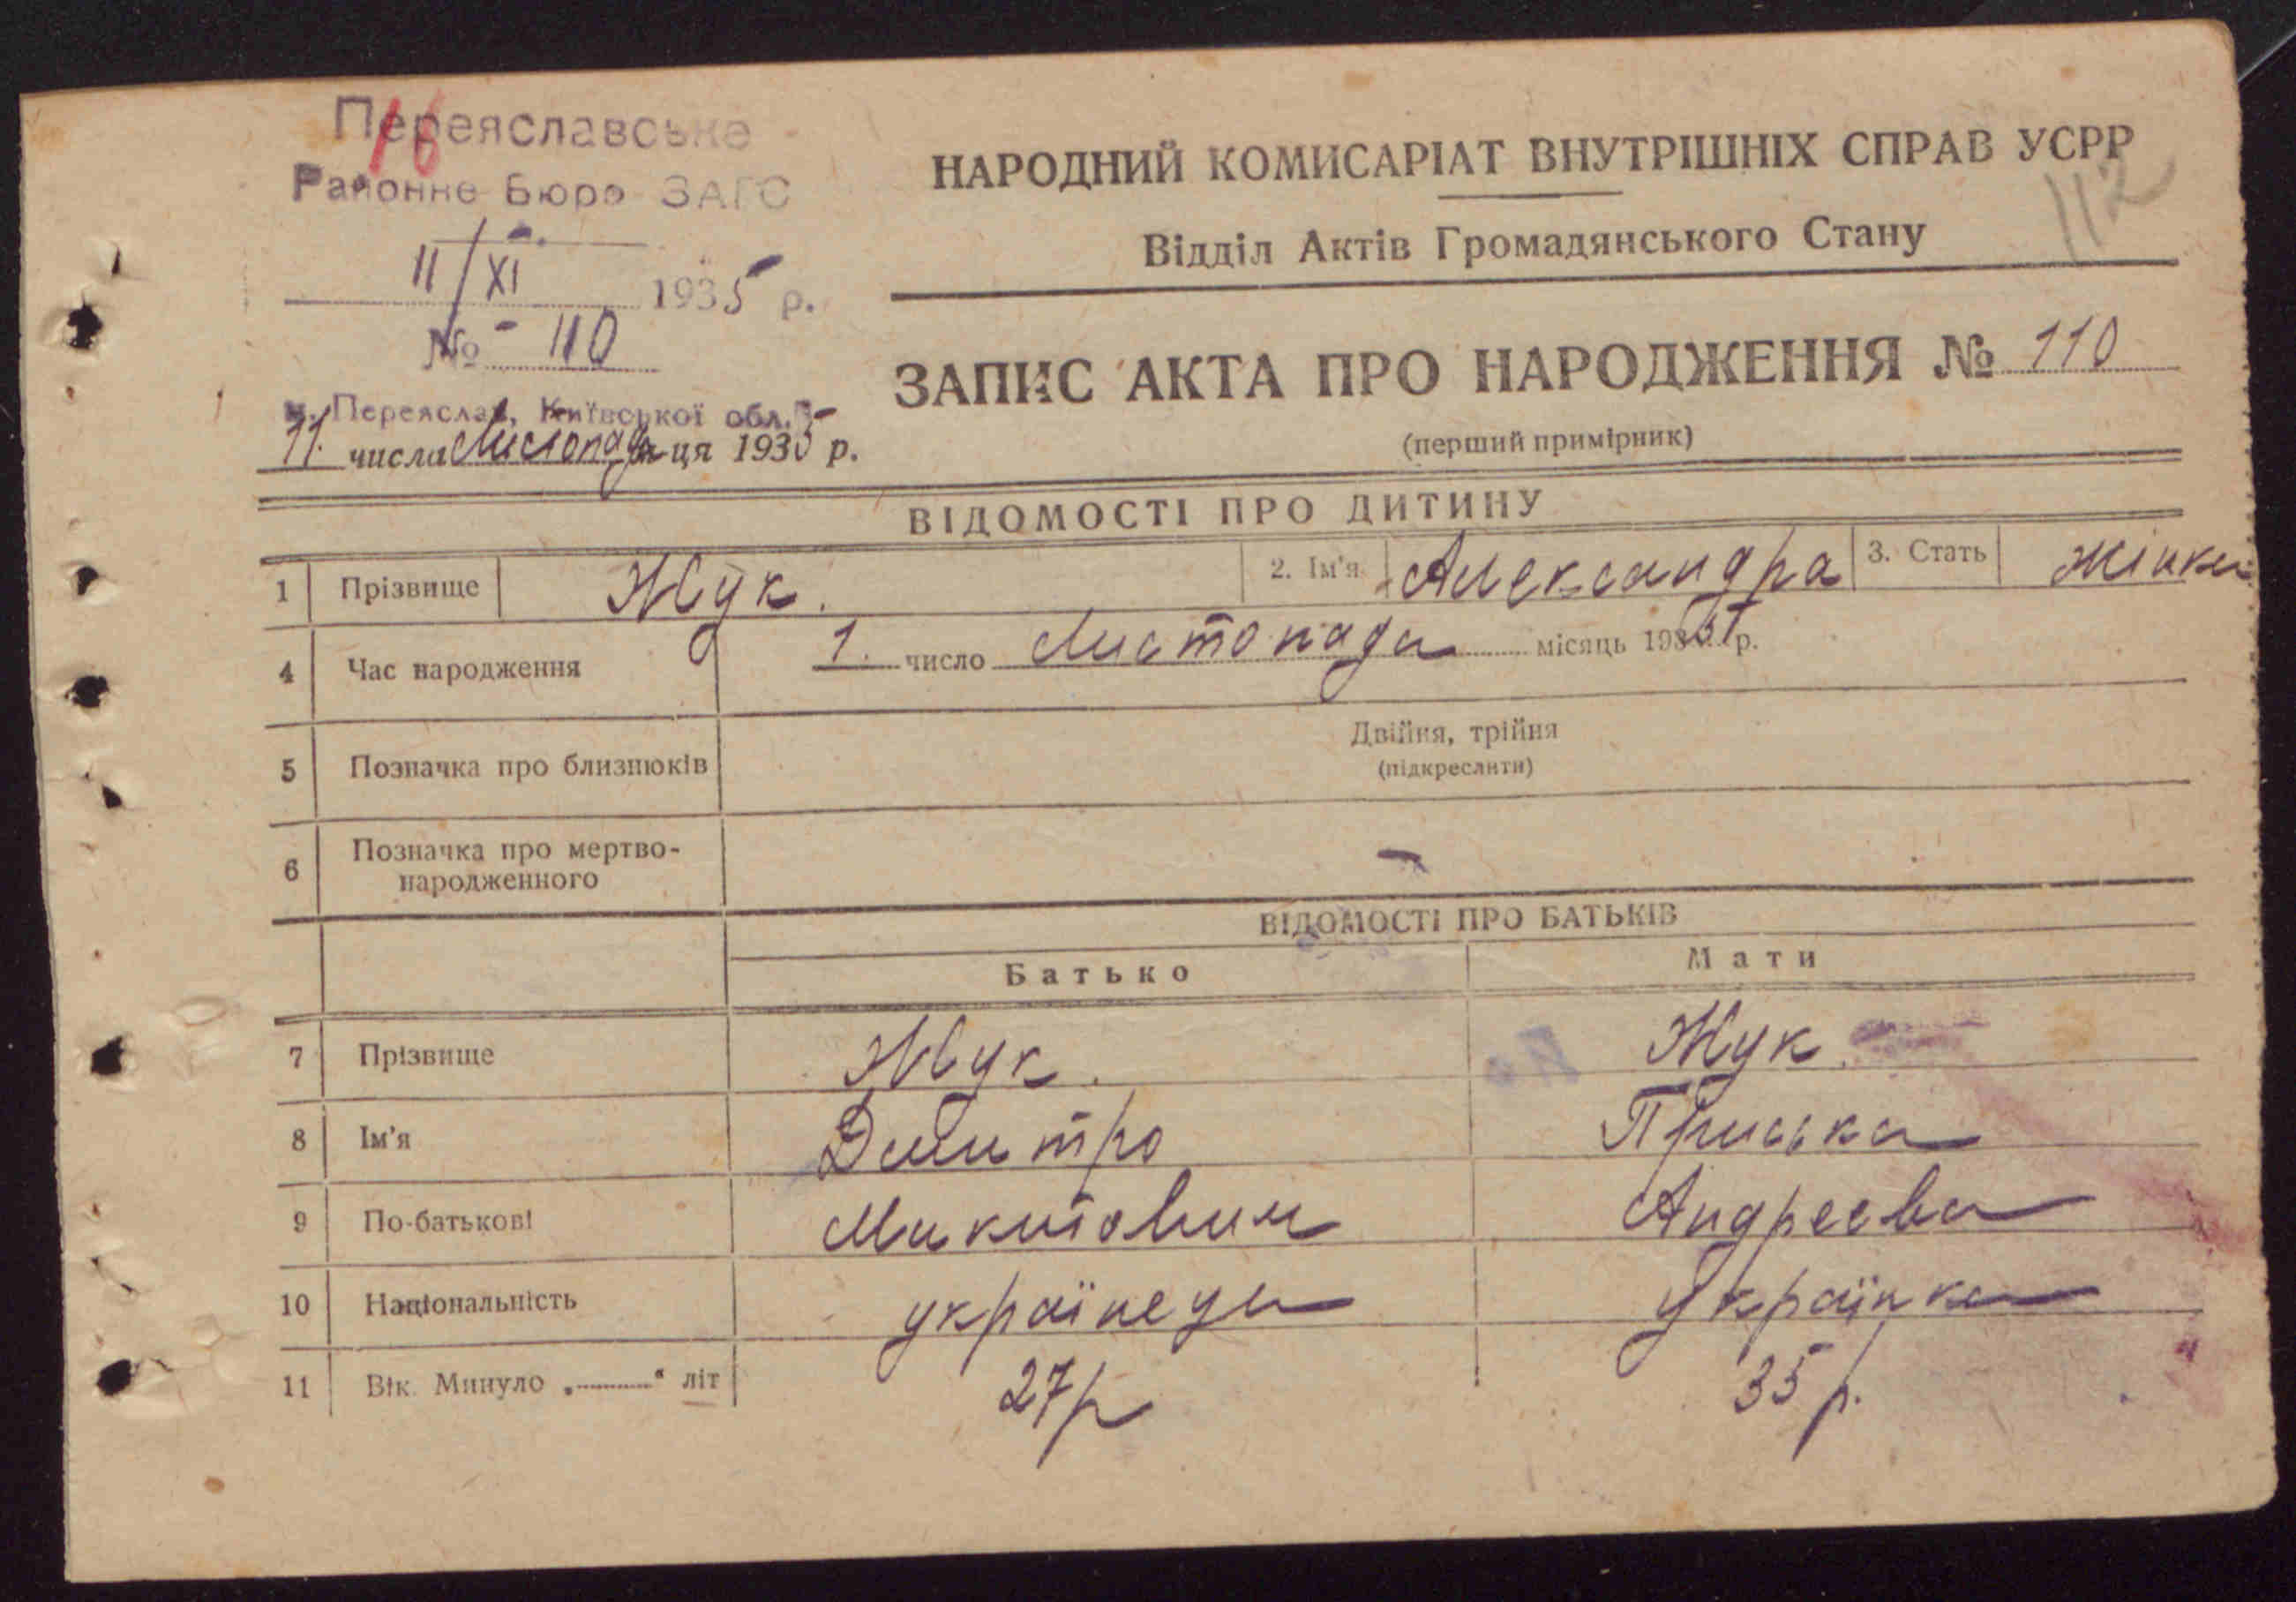 Переяславське
16
Районне Бюро ЗАГС
11/XI 1935 р.
№ 110
м. Переяслав, Київської обл.
11. числа Листопада ця 1935 р.
НАРОДНИЙ КОМИСАРІАТ ВНУТРІШНІХ СПРАВ УСРР
112
Відділ Актів Громадянського Стану
ЗАПИС АКТА ПРО НАРОДЖЕННЯ № 110
(перший примірник)
ВІДОМОСТІ ПРО ДИТИНУ
1 Прізвище Жук. 2. Ім'я Александра 3. Стать жінка
4 Час народження 1. число Листопада місяць 1935 р.
5 Позначка про близнюків Двійня, трійня
(підкреслити)
6 Позначка про мертво-
народженного -
ВІДОМОСТІ ПРО БАТЬКІВ
Батько Мати
7 Прізвище Жук. Жук.
8 Ім'я Димитро Приська
9 По-батькові Микитович Андреева
10 Національність українець Українка
11 Вік. Минуло „ “ літ 27р 35 р.